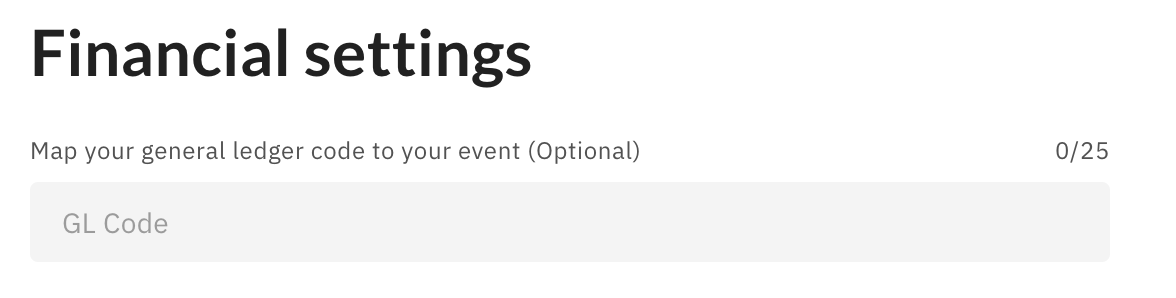 Financial settings
Map your general ledger code to your event (Optional) 0/25
GL Code